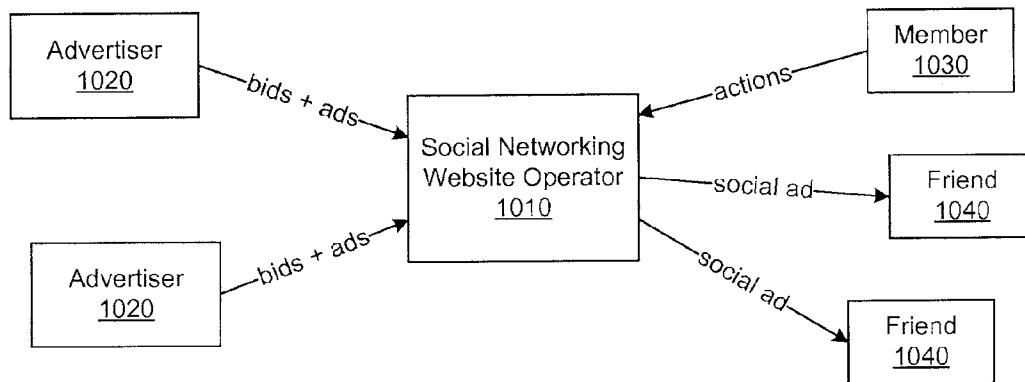 Advertiser
1020
bids + ads
Advertiser
1020
bids + ads
Social Networking
Website Operator
1010
Member
1030
actions
social ad
Friend
1040
social ad
Friend
1040